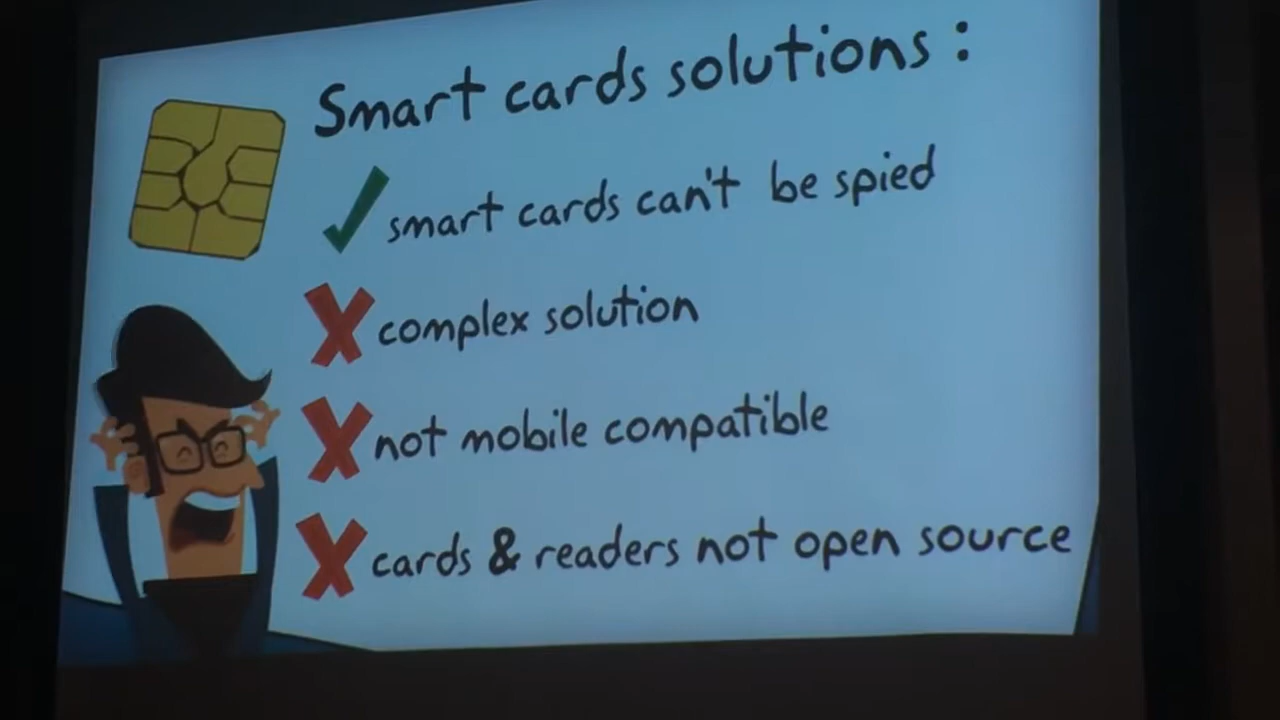 Smart cards solutions :
smart cards can't be spied
complex solution
not mobile compatible
cards & readers not open source